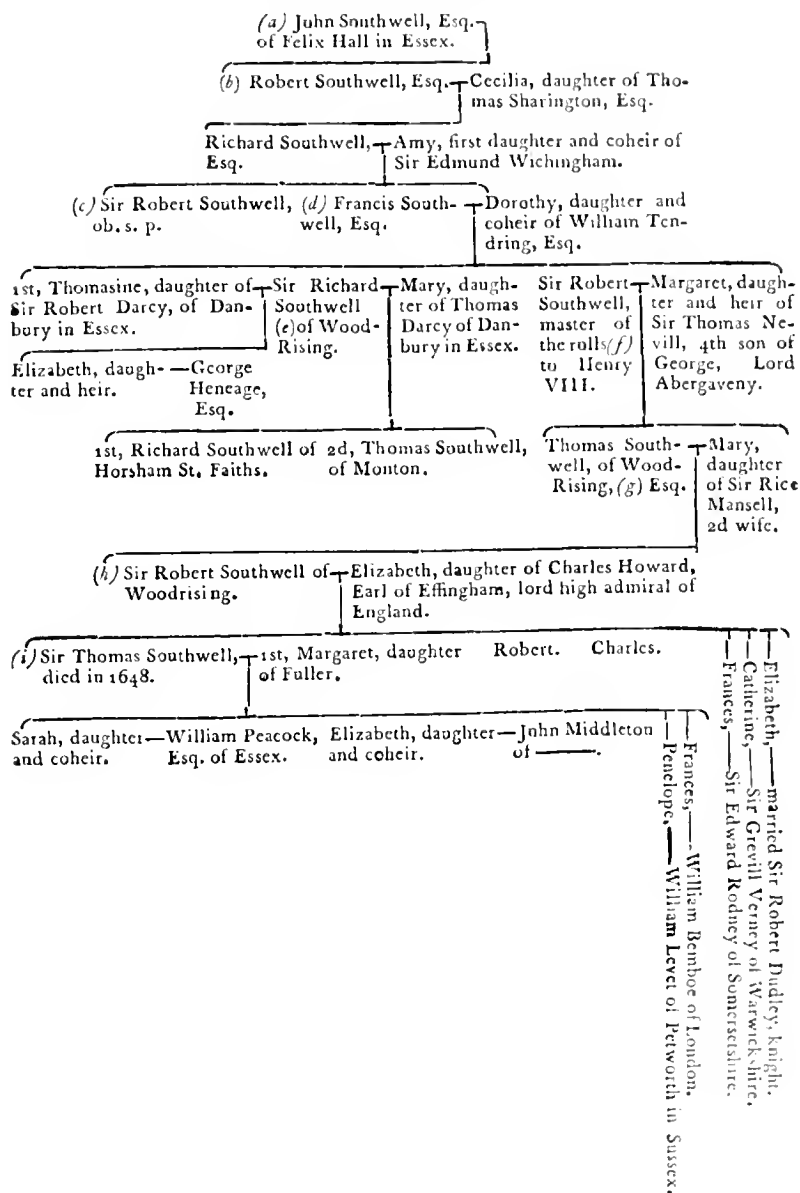 (a) John Southwell, Esq.
of Felix Hall in Essex.
(b) Robert Southwell, Esq. Cecilia, daughter of Tho-
mas Sharington, Esq.
Richard Southwell, Amy, first daughter and coheir of
Esq. Sir Edmund Wichingham.
(c) Sir Robert Southwell,
ob. s. p.
(d) Francis South-
well, Esq.
Dorothy, daughter and
coheir of William Ten-
dring, Esq.
1st, Thomasine, daughter of
Sir Robert Darcy, of Dan-
bury in Essex.
Sir Richard
Southwell
(e) of Wood-
Rising.
Mary, daugh-
ter of Thomas
Darcy of Dan-
bury in Essex.
Sir Robert
Southwell,
master of
the rolls (f)
to Henry
VIII.
Margaret, daugh-
ter and heir of
Sir Thomas Ne-
vill, 4th son of
George, Lord
Abergaveny.
Elizabeth, daugh-
ter and heir.
George
Heneage,
Esq.
1st, Richard Southwell of
Horsham St. Faiths.
2d, Thomas Southwell,
of Monton.
Thomas South-
well, of Wood-
Rising, (g) Esq.
Mary,
daughter
of Sir Rice
Mansell,
2d wife.
(h) Sir Robert Southwell of
Woodrising.
Elizabeth, daughter of Charles Howard,
Earl of Effingham, lord high admiral of
England.
(i) Sir Thomas Southwell,
died in 1648.
1st, Margaret, daughter
of Fuller.
Robert. Charles.
Elizabeth,—married Sir Robert Dudley, knight.
Catherine,—Sir Grevill Verney of Warwickshire.
Frances,—Sir Edward Rodney of Somersetshire.
Sarah, daughter—William Peacock,
and coheir. Esq. of Essex.
Elizabeth, daughter—John Middleton
and coheir. of ———.
Frances,—William Bemboe of London.
Penelope,—William Levet of Petworth in Sussex.